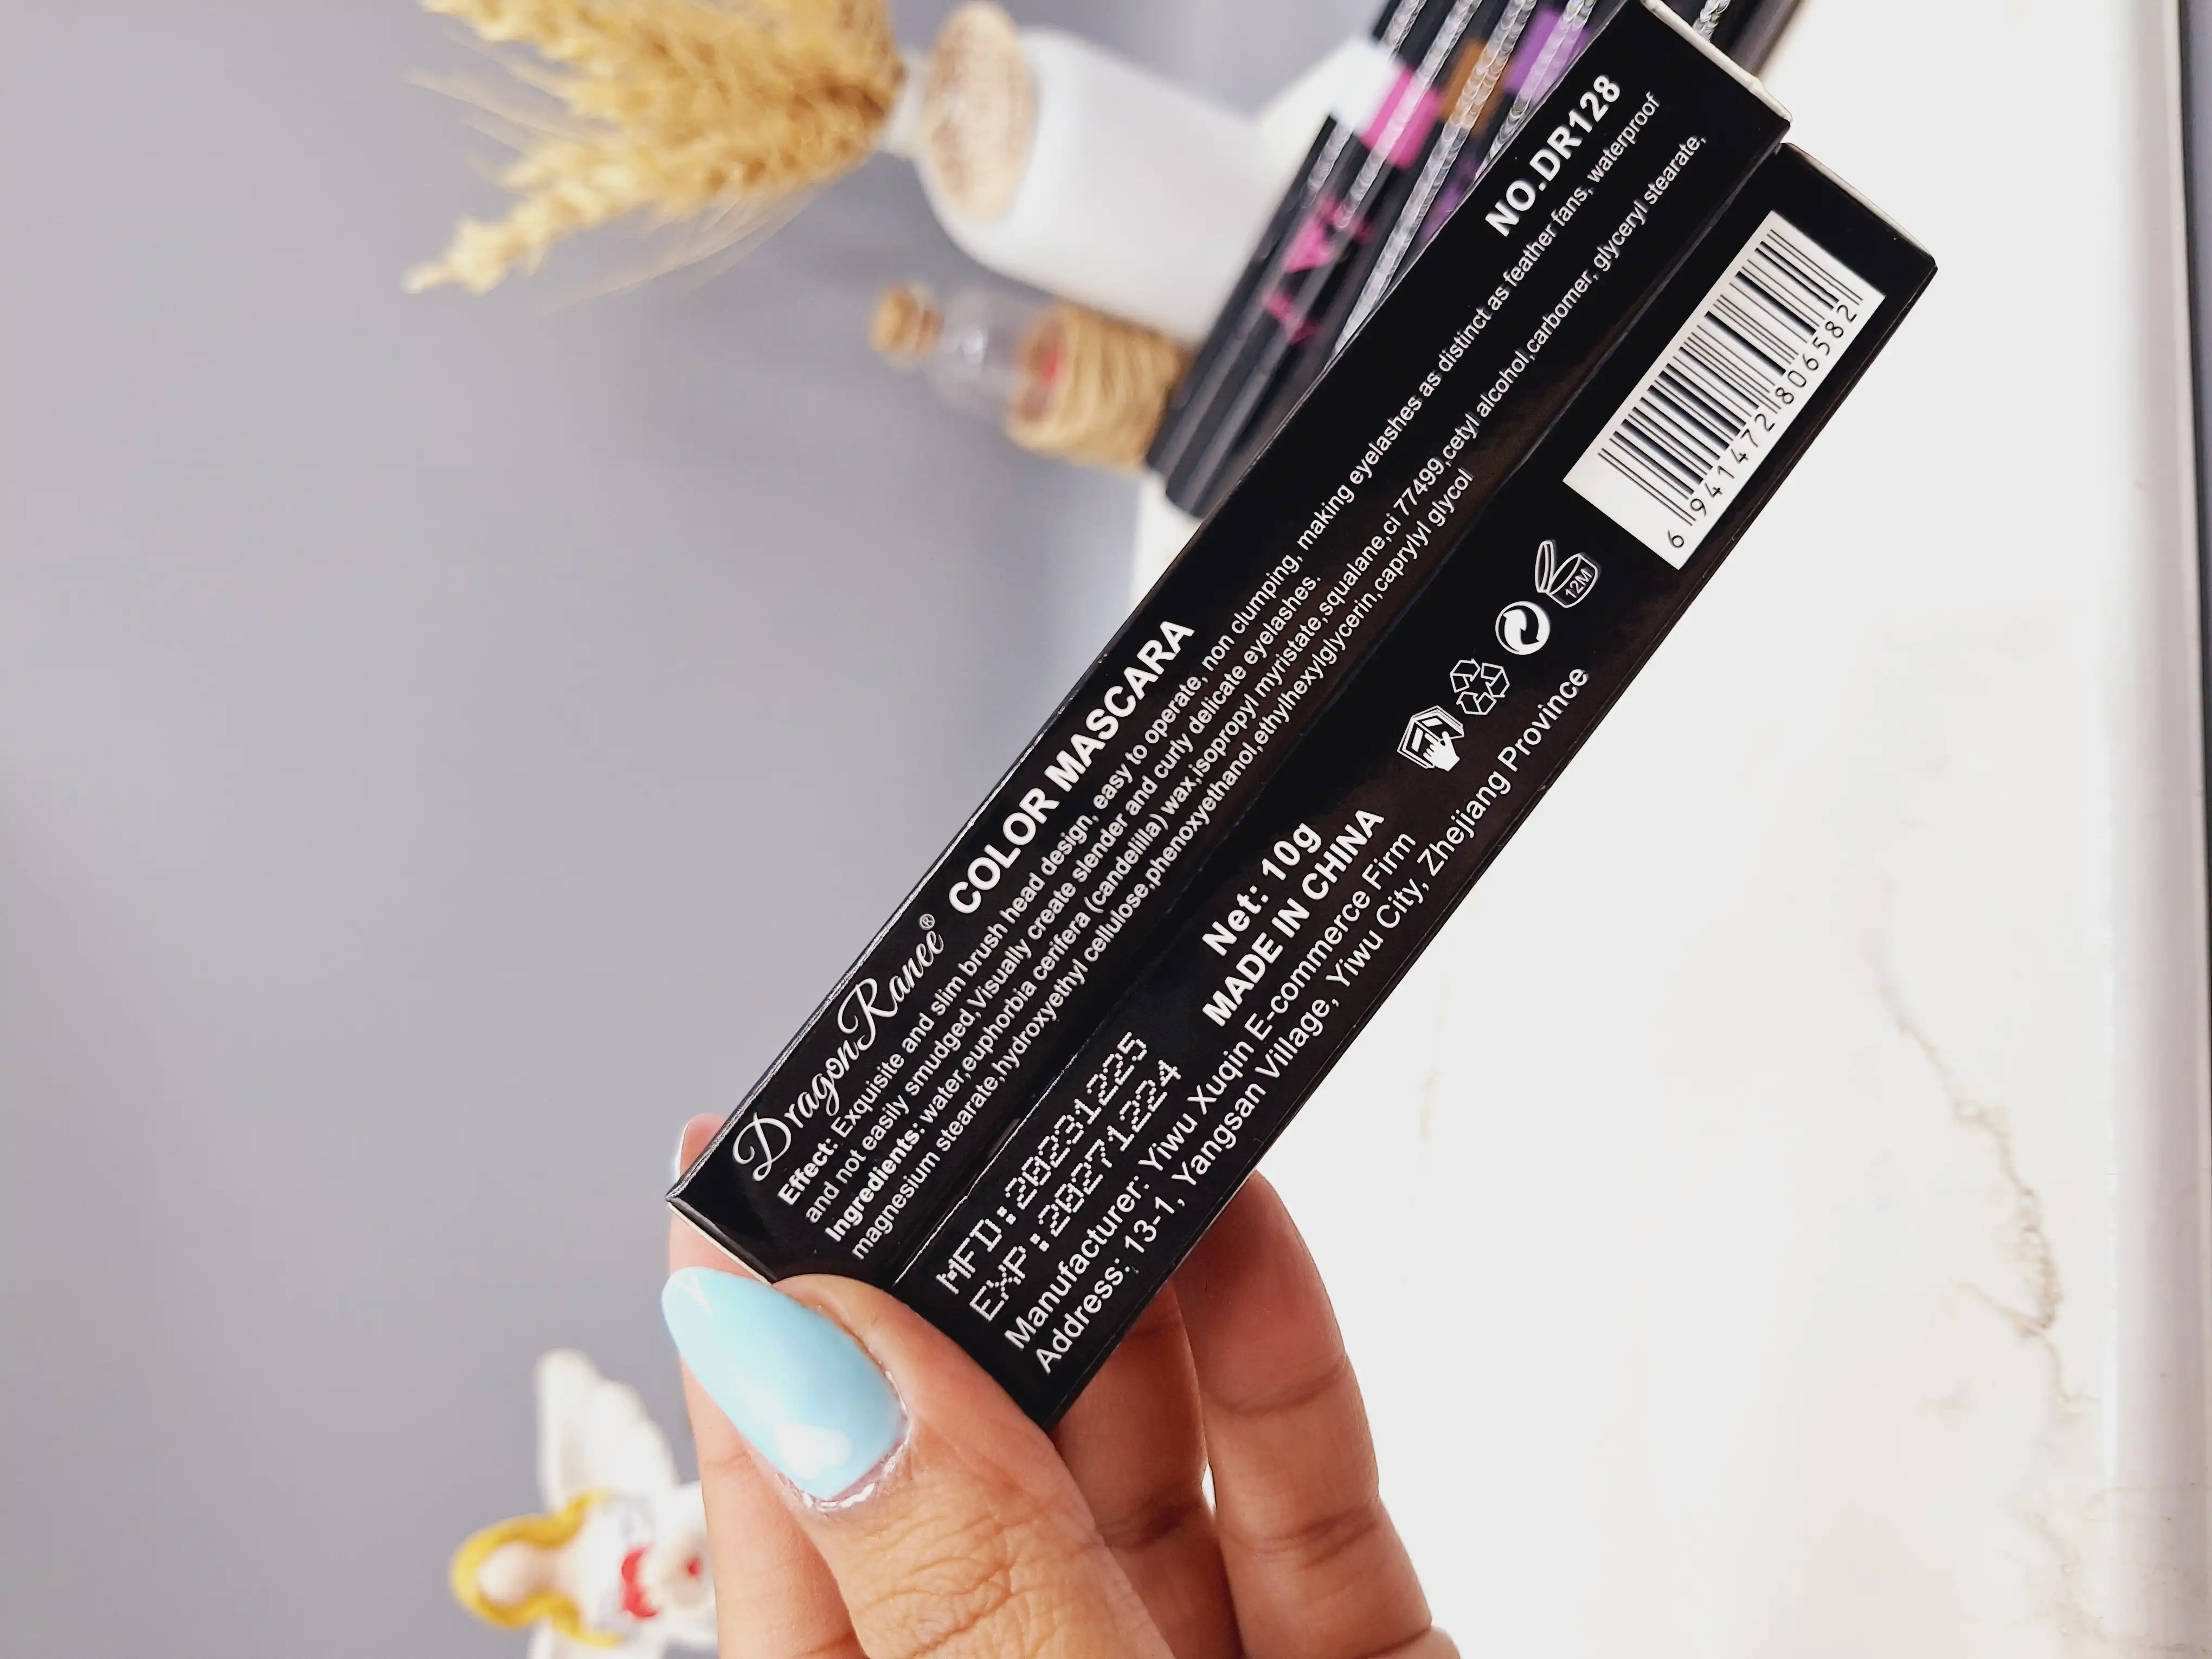 DragonRanee® COLOR MASCARA NO.DR128
Effect: Exquisite and slim brush head design, easy to operate, non clumping, making eyelashes as distinct as feather fans, waterproof
and not easily smudged,Visually create slender and curly delicate eyelashes.
Ingredients: water,euphorbia cerifera (candelilla) wax,isopropyl myristate,squalane,ci 77499,cetyl alcohol,carbomer, glyceryl stearate,
magnesium stearate,hydroxyethyl cellulose,phenoxyethanol,ethylhexylglycerin,caprylyl glycol
MFD:20231225
EXP:20271224
Net: 10g
MADE IN CHINA
Manufacturer: Yiwu Xuqin E-commerce Firm
Address: 13-1, Yangsan Village, Yiwu City, Zhejiang Province
12M
6 941472 806582